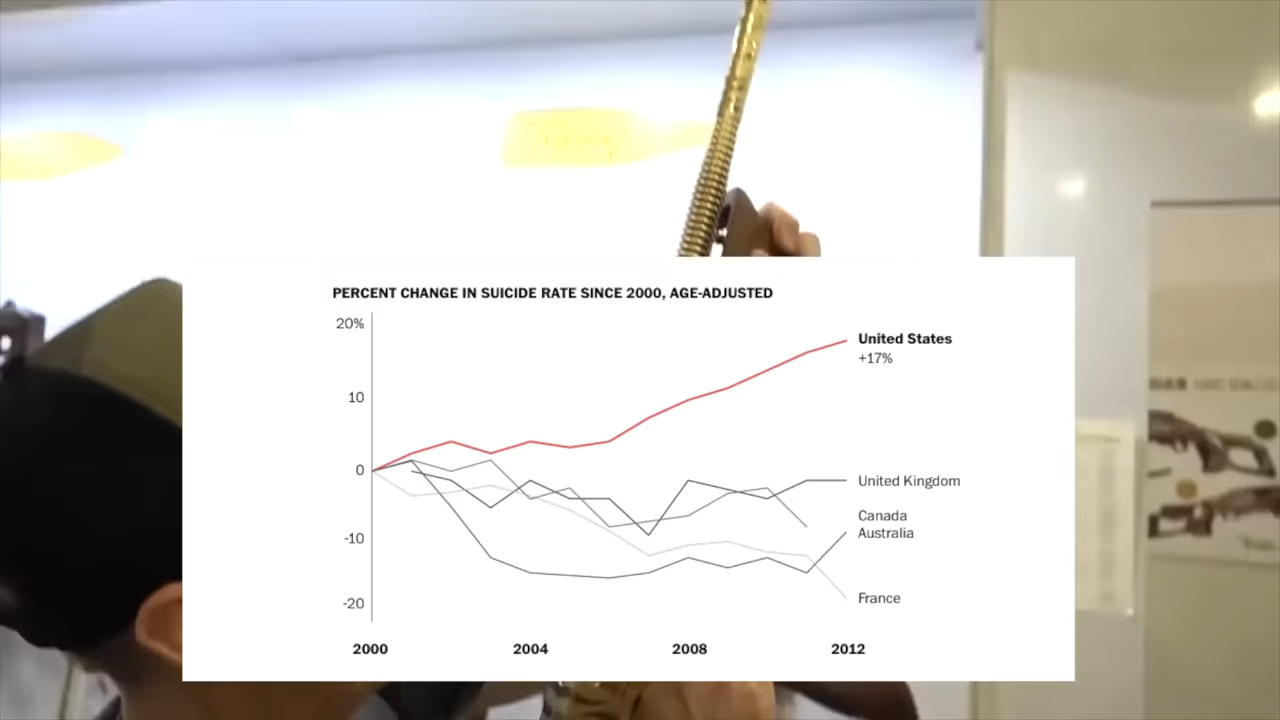 PERCENT CHANGE IN SUICIDE RATE SINCE 2000, AGE-ADJUSTED
20%
10
0
-10
-20
United States
+17%
United Kingdom
Canada
Australia
France
2000
2004
2008
2012